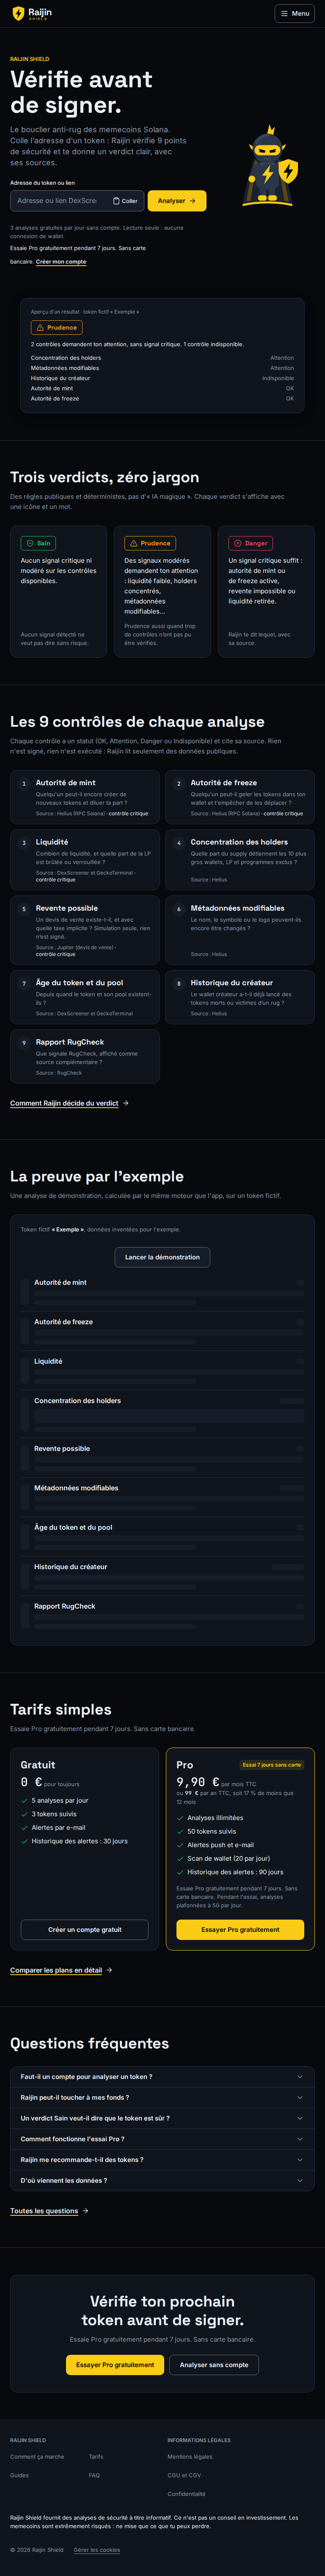 Raijin
SHIELD
Menu
RAIJIN SHIELD
Vérifie avant
de signer.
Le bouclier anti-rug des memecoins Solana.
Colle l'adresse d'un token : Raijin vérifie 9 points
de sécurité et te donne un verdict clair, avec
ses sources.
Adresse du token ou lien
Adresse ou lien DexScree
Coller
Analyser
3 analyses gratuites par jour sans compte. Lecture seule : aucune
connexion de wallet.
Essaie Pro gratuitement pendant 7 jours. Sans carte
bancaire. Créer mon compte
Aperçu d'un résultat · token fictif « Exemple »
Prudence
2 contrôles demandent ton attention, sans signal critique. 1 contrôle indisponible.
Concentration des holders Attention
Métadonnées modifiables Attention
Historique du créateur Indisponible
Autorité de mint OK
Autorité de freeze OK
Trois verdicts, zéro jargon
Des règles publiques et déterministes, pas d'« IA magique ». Chaque verdict s'affiche avec
une icône et un mot.
Sain
Aucun signal critique ni
modéré sur les contrôles
disponibles.
Aucun signal détecté ne
veut pas dire sans risque.
Prudence
Des signaux modérés
demandent ton attention
: liquidité faible, holders
concentrés,
métadonnées
modifiables…
Prudence aussi quand trop
de contrôles n'ont pas pu
être vérifiés.
Danger
Un signal critique suffit :
autorité de mint ou
de freeze active,
revente impossible ou
liquidité retirée.
Raijin te dit lequel, avec
sa source.
Les 9 contrôles de chaque analyse
Chaque contrôle a un statut (OK, Attention, Danger ou Indisponible) et cite sa source. Rien
n'est signé, rien n'est exécuté : Raijin lit seulement des données publiques.
1
Autorité de mint
Quelqu'un peut-il encore créer de
nouveaux tokens et diluer ta part ?
Source : Helius (RPC Solana) · contrôle critique
2
Autorité de freeze
Quelqu'un peut-il geler les tokens dans ton
wallet et t'empêcher de les déplacer ?
Source : Helius (RPC Solana) · contrôle critique
3
Liquidité
Combien de liquidité, et quelle part de la LP
est brûlée ou verrouillée ?
Source : DexScreener et GeckoTerminal ·
contrôle critique
4
Concentration des holders
Quelle part du supply détiennent les 10 plus
gros wallets, LP et programmes exclus ?
Source : Helius
5
Revente possible
Un devis de vente existe-t-il, et avec
quelle taxe implicite ? Simulation seule, rien
n'est signé.
Source : Jupiter (devis de vente) ·
contrôle critique
6
Métadonnées modifiables
Le nom, le symbole ou le logo peuvent-ils
encore être changés ?
Source : Helius
7
Âge du token et du pool
Depuis quand le token et son pool existent-
ils ?
Source : DexScreener et GeckoTerminal
8
Historique du créateur
Le wallet créateur a-t-il déjà lancé des
tokens morts ou victimes d'un rug ?
Source : Helius
9
Rapport RugCheck
Que signale RugCheck, affiché comme
source complémentaire ?
Source : RugCheck
Comment Raijin décide du verdict
La preuve par l'exemple
Une analyse de démonstration, calculée par le même moteur que l'app, sur un token fictif.
Token fictif « Exemple », données inventées pour l'exemple.
Lancer la démonstration
Autorité de mint
Autorité de freeze
Liquidité
Concentration des holders
Revente possible
Métadonnées modifiables
Âge du token et du pool
Historique du créateur
Rapport RugCheck
Tarifs simples
Essaie Pro gratuitement pendant 7 jours. Sans carte bancaire.
Gratuit
0 € pour toujours
5 analyses par jour
3 tokens suivis
Alertes par e-mail
Historique des alertes : 30 jours
Créer un compte gratuit
Pro
Essai 7 jours sans carte
9,90 € par mois TTC
ou 99 € par an TTC, soit 17 % de moins que
12 mois
Analyses illimitées
50 tokens suivis
Alertes push et e-mail
Scan de wallet (20 par jour)
Historique des alertes : 90 jours
Essaie Pro gratuitement pendant 7 jours. Sans
carte bancaire. Pendant l'essai, analyses
plafonnées à 50 par jour.
Essayer Pro gratuitement
Comparer les plans en détail
Questions fréquentes
Faut-il un compte pour analyser un token ?
Raijin peut-il toucher à mes fonds ?
Un verdict Sain veut-il dire que le token est sûr ?
Comment fonctionne l'essai Pro ?
Raijin me recommande-t-il des tokens ?
D'où viennent les données ?
Toutes les questions
Vérifie ton prochain
token avant de signer.
Essaie Pro gratuitement pendant 7 jours. Sans carte bancaire.
Essayer Pro gratuitement
Analyser sans compte
RAIJIN SHIELD
Comment ça marche
Tarifs
Guides
FAQ
INFORMATIONS LÉGALES
Mentions légales
CGU et CGV
Confidentialité
Raijin Shield fournit des analyses de sécurité à titre informatif. Ce n'est pas un conseil en investissement. Les
memecoins sont extrêmement risqués : ne mise que ce que tu peux perdre.
© 2026 Raijin Shield
Gérer les cookies